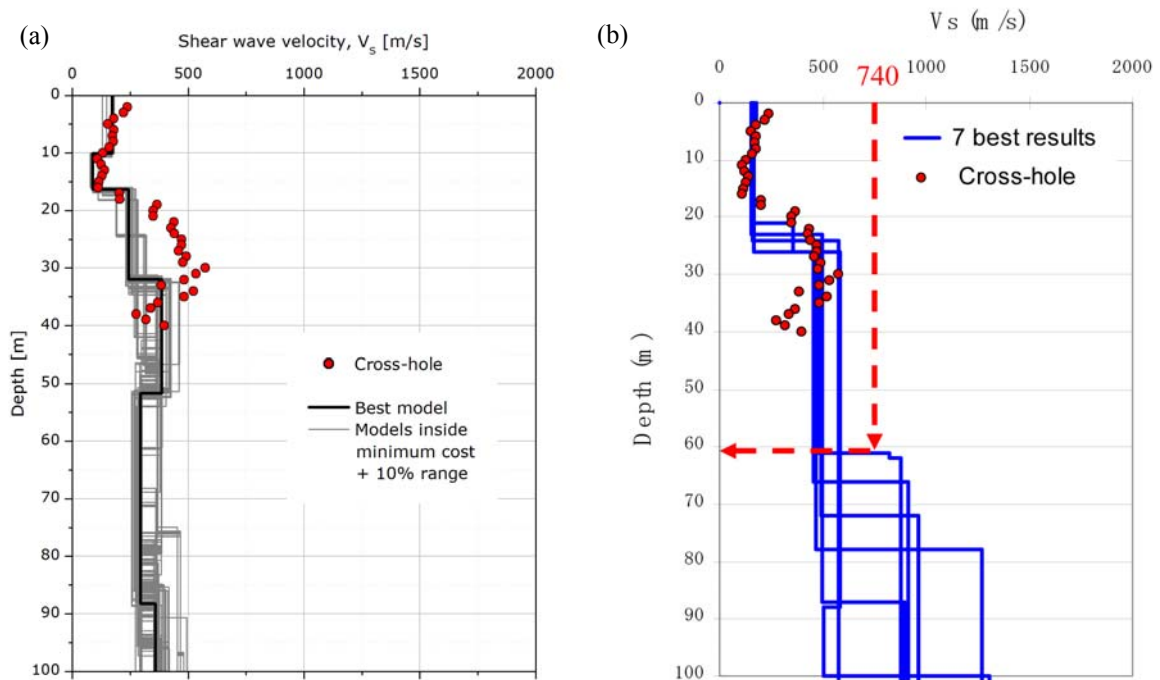 (a)
Shear wave velocity, Vs [m/s]
0 500 1000 1500 2000
0
10
20
30
40
50
60
70
80
90
100
Depth [m]
Cross-hole
Best model
Models inside
minimum cost
+ 10% range
(b)
Vs (m/s)
0 500 1000 1500 2000
740
0
10
20
30
40
50
60
70
80
90
100
Depth (m)
7 best results
Cross-hole